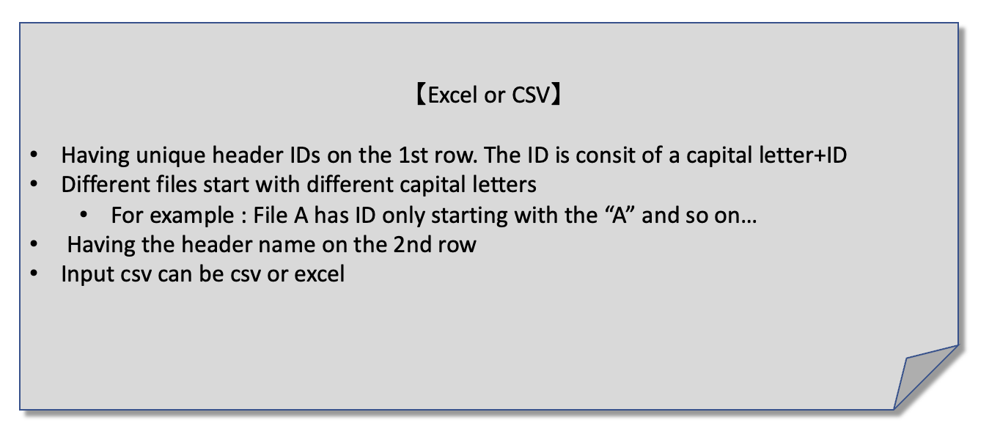 【Excel or CSV】
• Having unique header IDs on the 1st row. The ID is consit of a capital letter+ID
• Different files start with different capital letters
• For example : File A has ID only starting with the “A” and so on...
• Having the header name on the 2nd row
• Input csv can be csv or excel